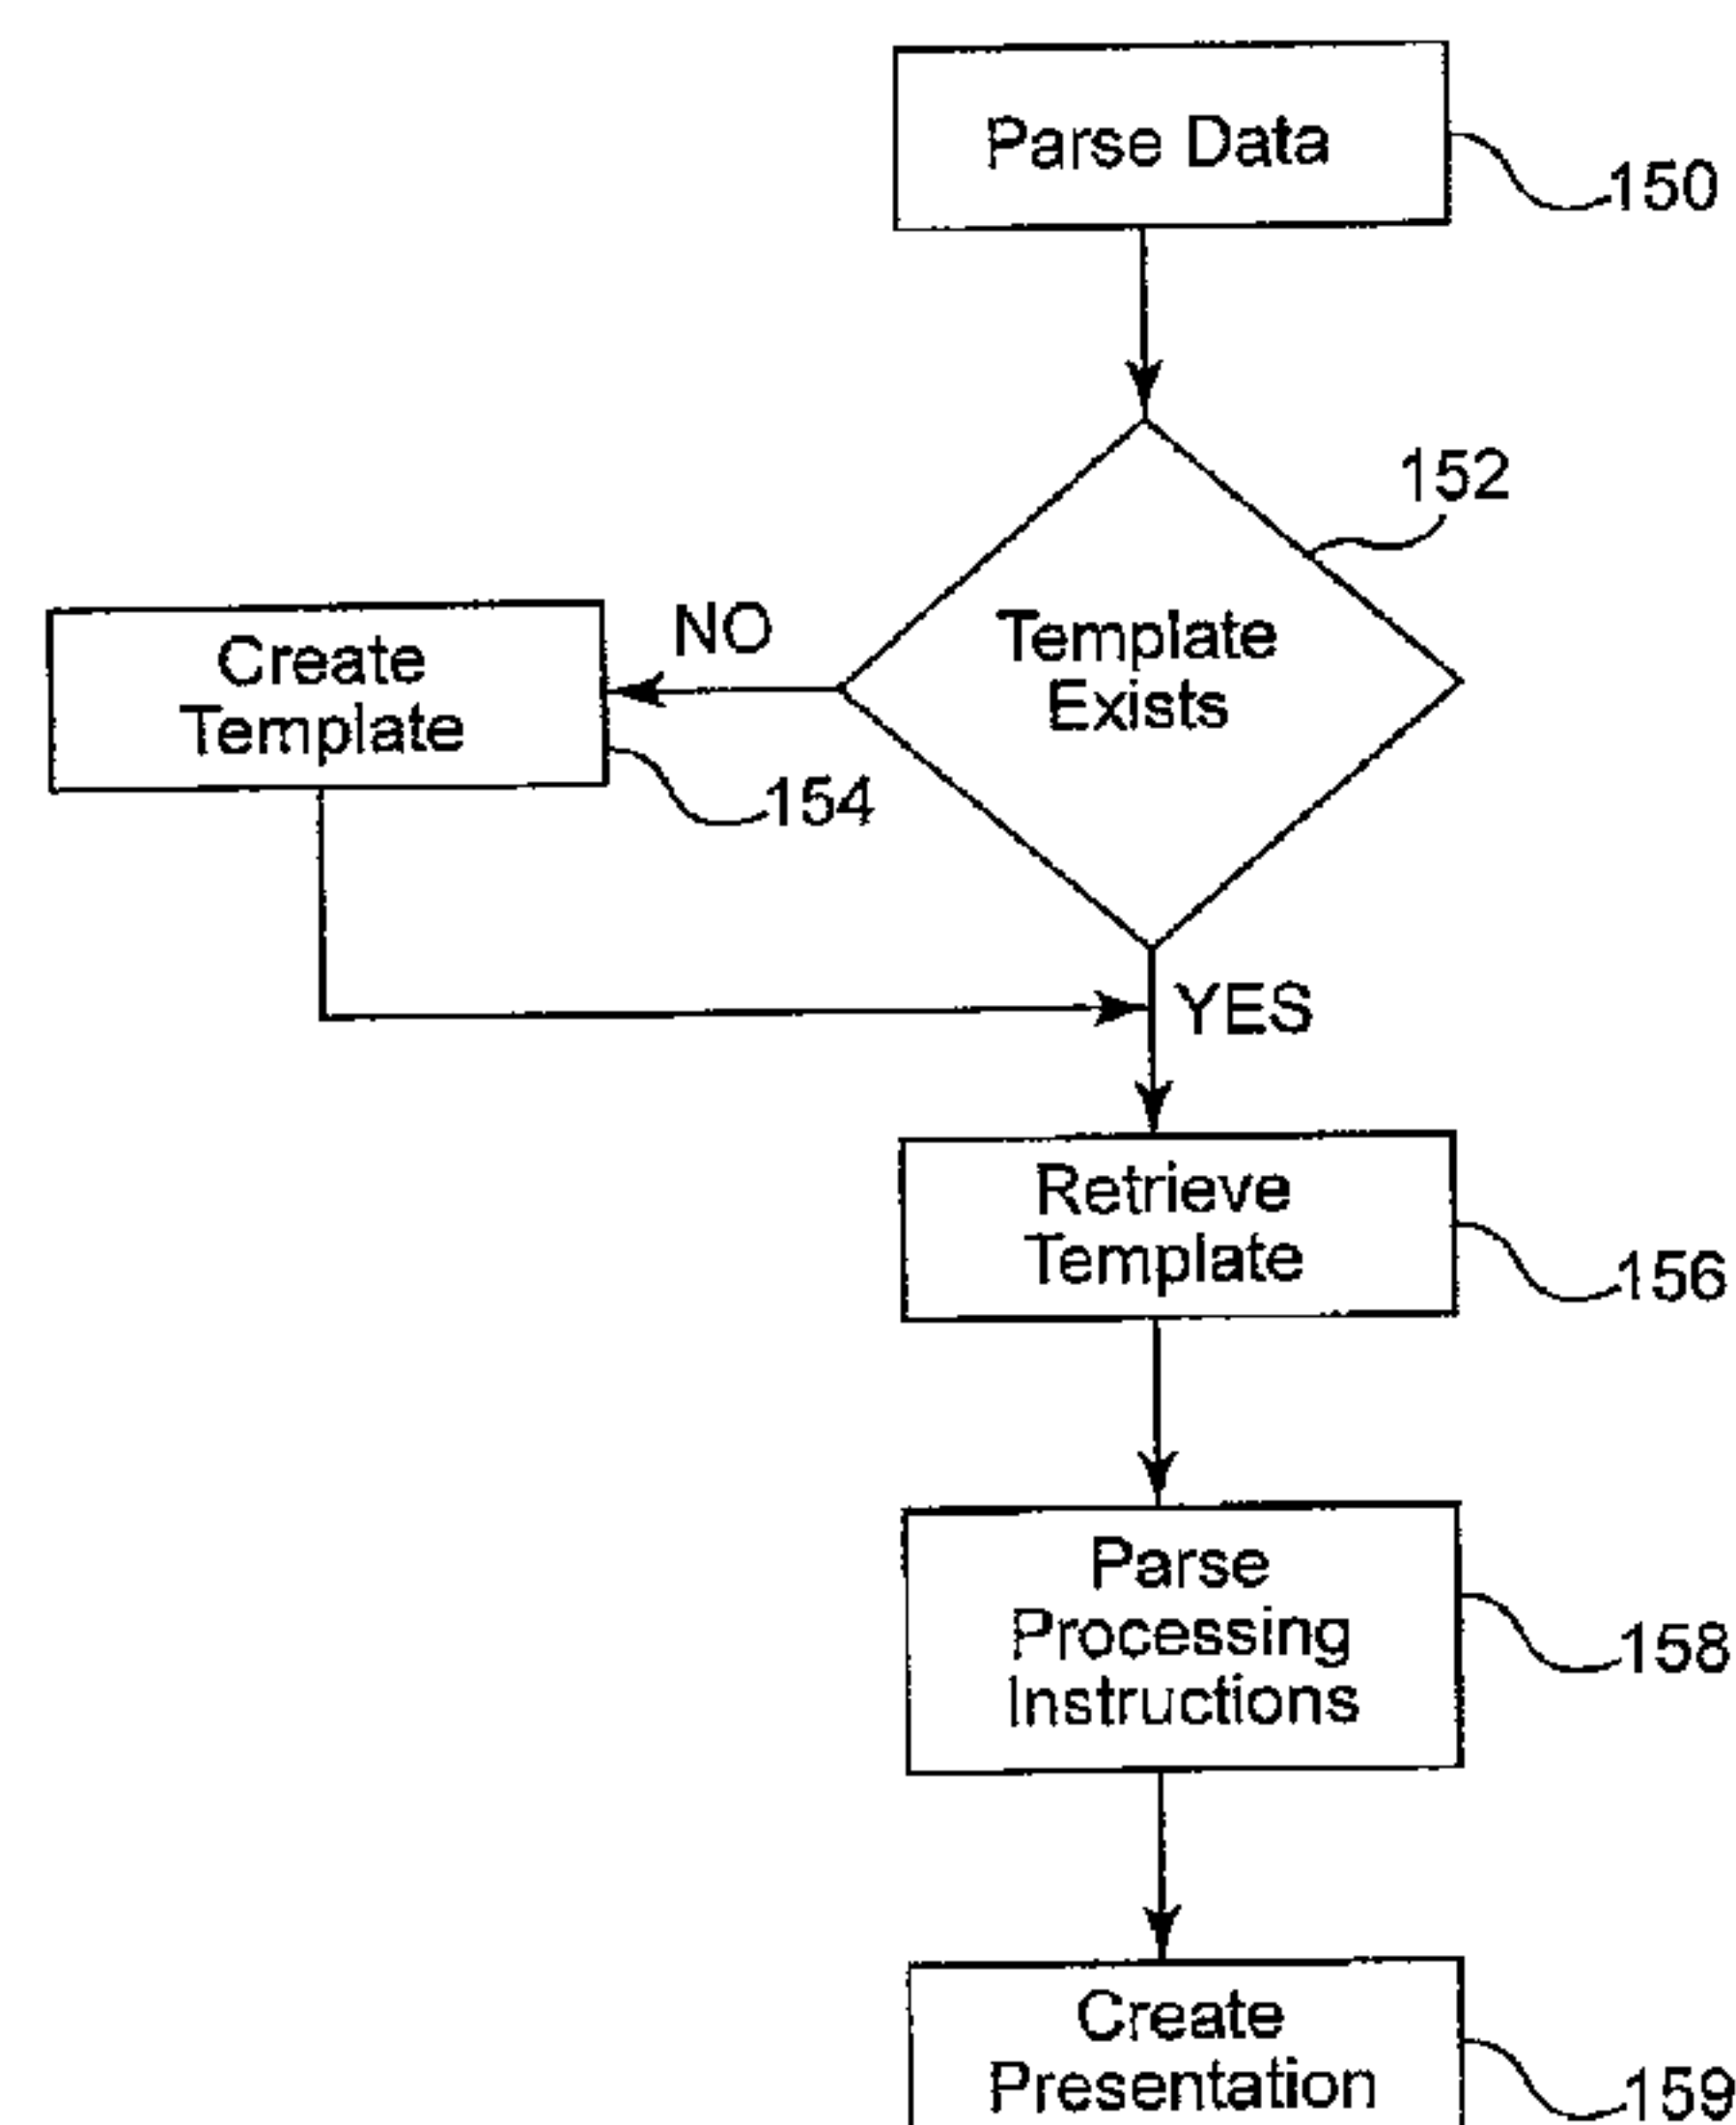 Parse Data
150
152
Template
Exists
NO
Create
Template
154
YES
Retrieve
Template
156
Parse
Processing
Instructions
158
Create
Presentation
159